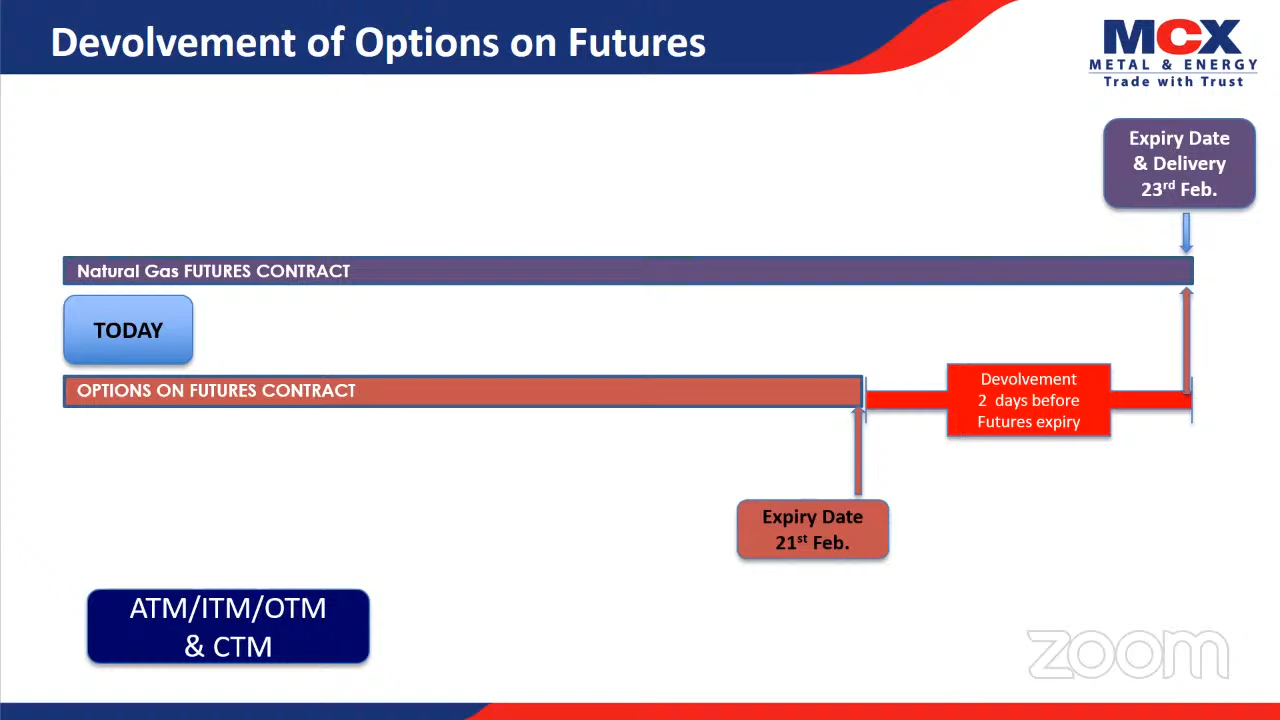 Devolvement of Options on Futures
MCX
METAL & ENERGY
Trade with Trust
Expiry Date
& Delivery
23rd Feb.
Natural Gas FUTURES CONTRACT
TODAY
OPTIONS ON FUTURES CONTRACT
Devolvement
2 days before
Futures expiry
Expiry Date
21st Feb.
ATM/ITM/OTM
& CTM
zoom